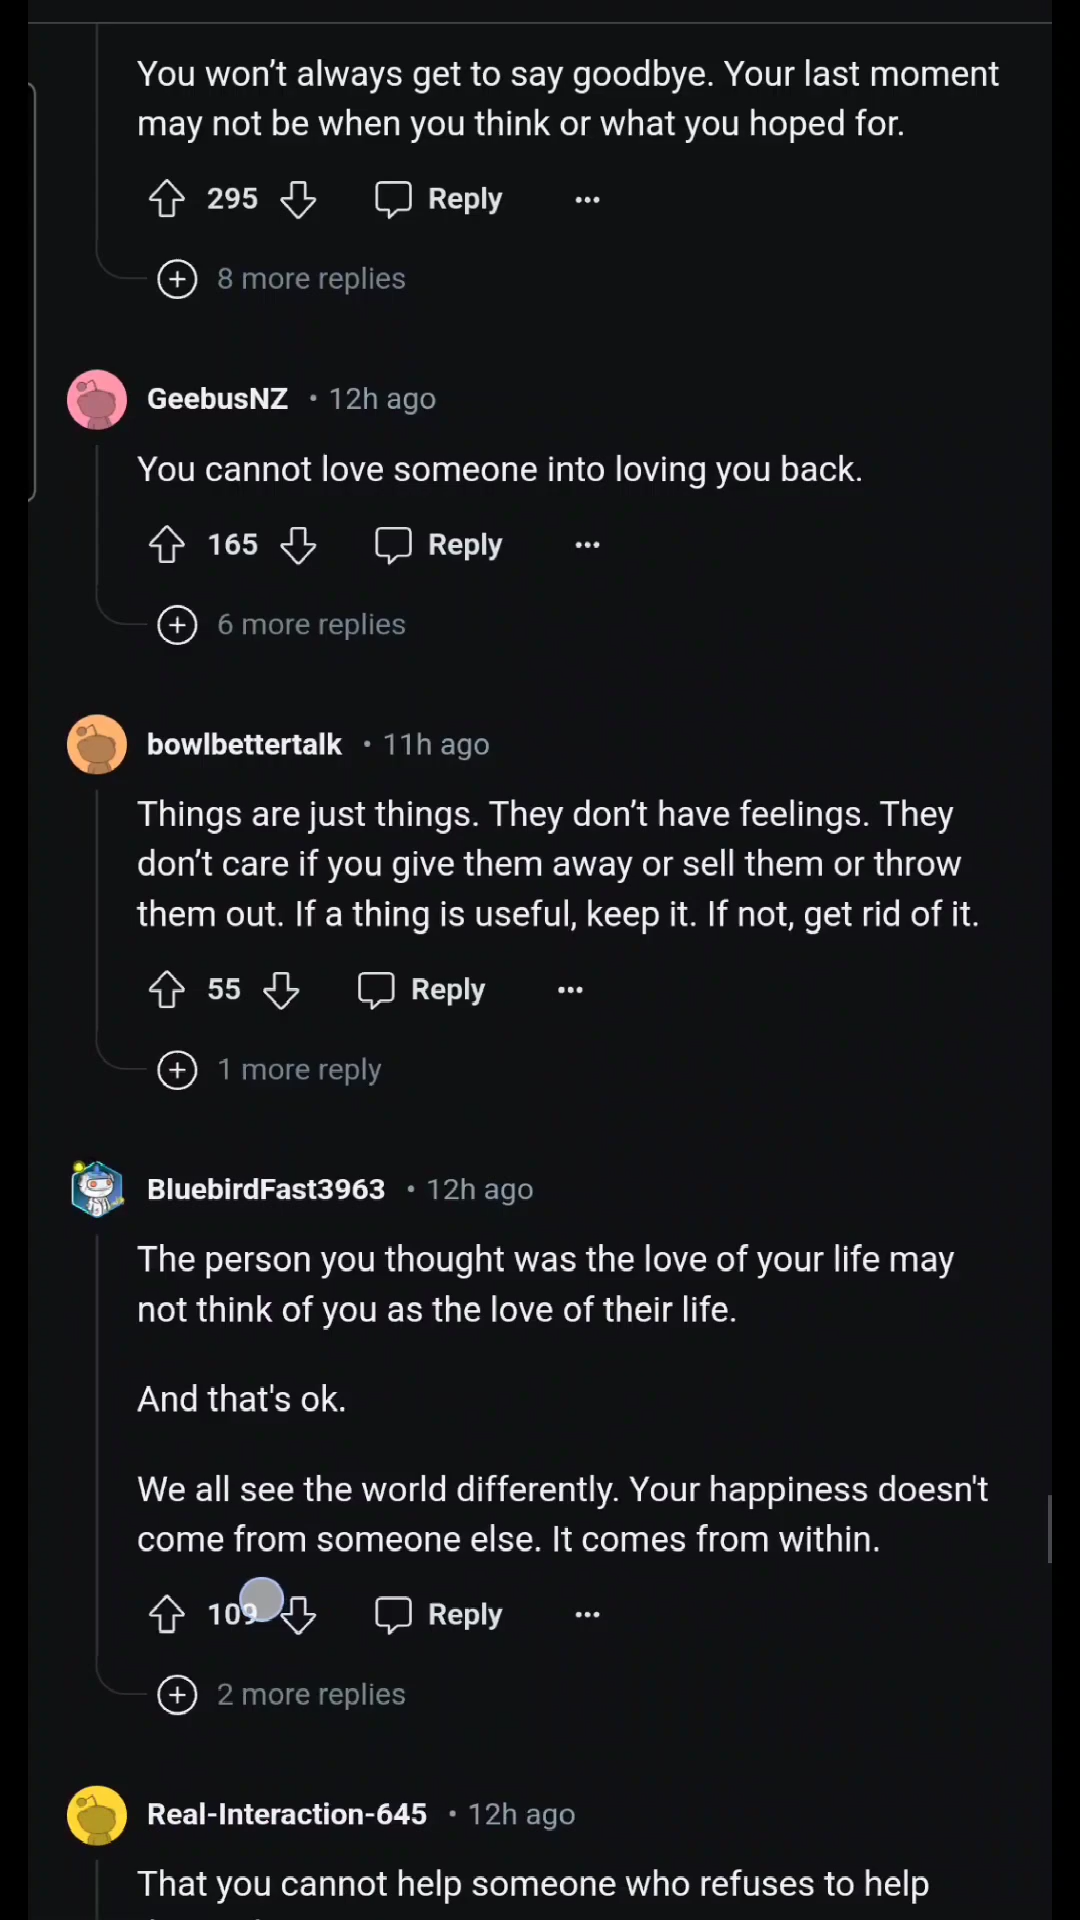 You won’t always get to say goodbye. Your last moment
may not be when you think or what you hoped for.
295 Reply ...
8 more replies
GeebusNZ • 12h ago
You cannot love someone into loving you back.
165 Reply ...
6 more replies
bowlbettertalk • 11h ago
Things are just things. They don’t have feelings. They
don’t care if you give them away or sell them or throw
them out. If a thing is useful, keep it. If not, get rid of it.
55 Reply ...
1 more reply
BluebirdFast3963 • 12h ago
The person you thought was the love of your life may
not think of you as the love of their life.
And that's ok.
We all see the world differently. Your happiness doesn't
come from someone else. It comes from within.
109 Reply ...
2 more replies
Real-Interaction-645 • 12h ago
That you cannot help someone who refuses to help